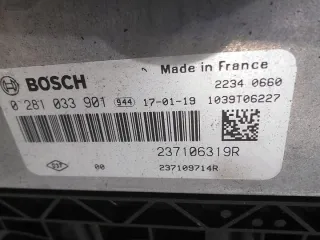 BOSCH
Made in France
2234 0660
0 281 033 901 944 17-01-19 1039T06227
237106319R
00
237109714R